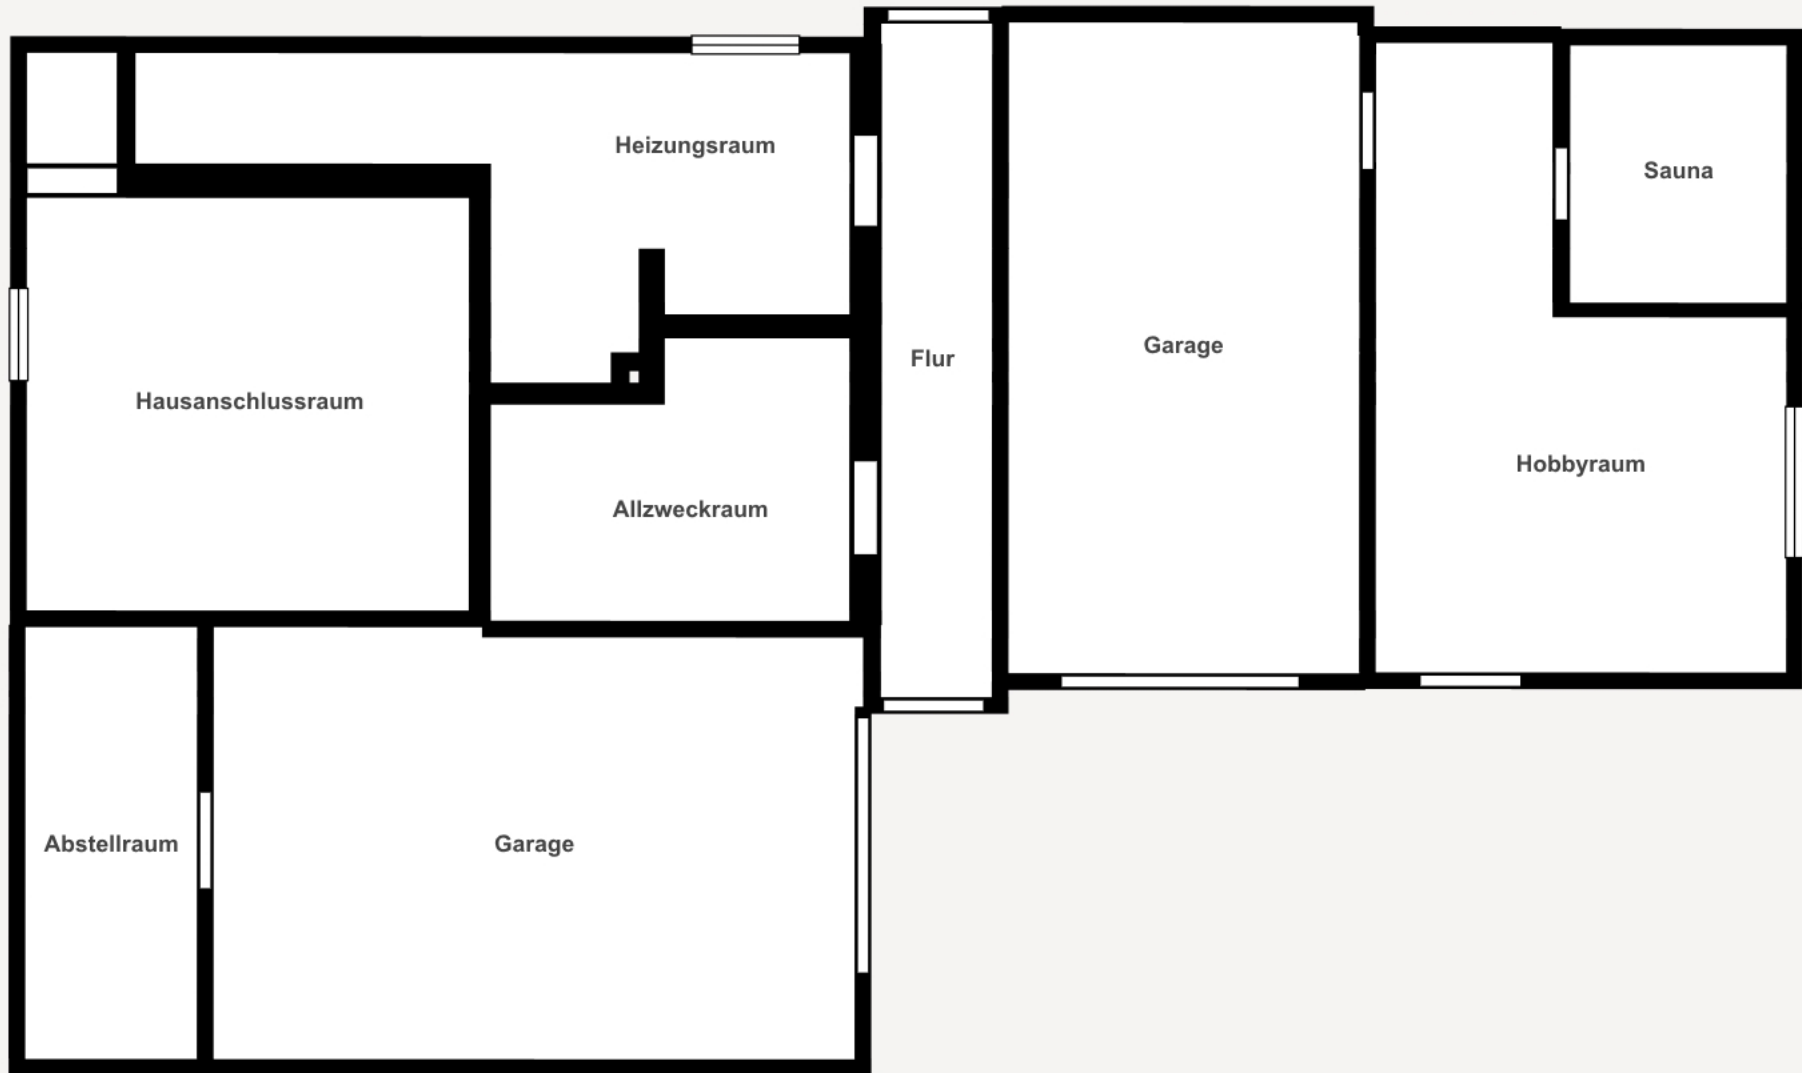 Heizungsraum
Sauna
Garage
Flur
Hausanschlussraum
Hobbyraum
Allzweckraum
Abstellraum
Garage